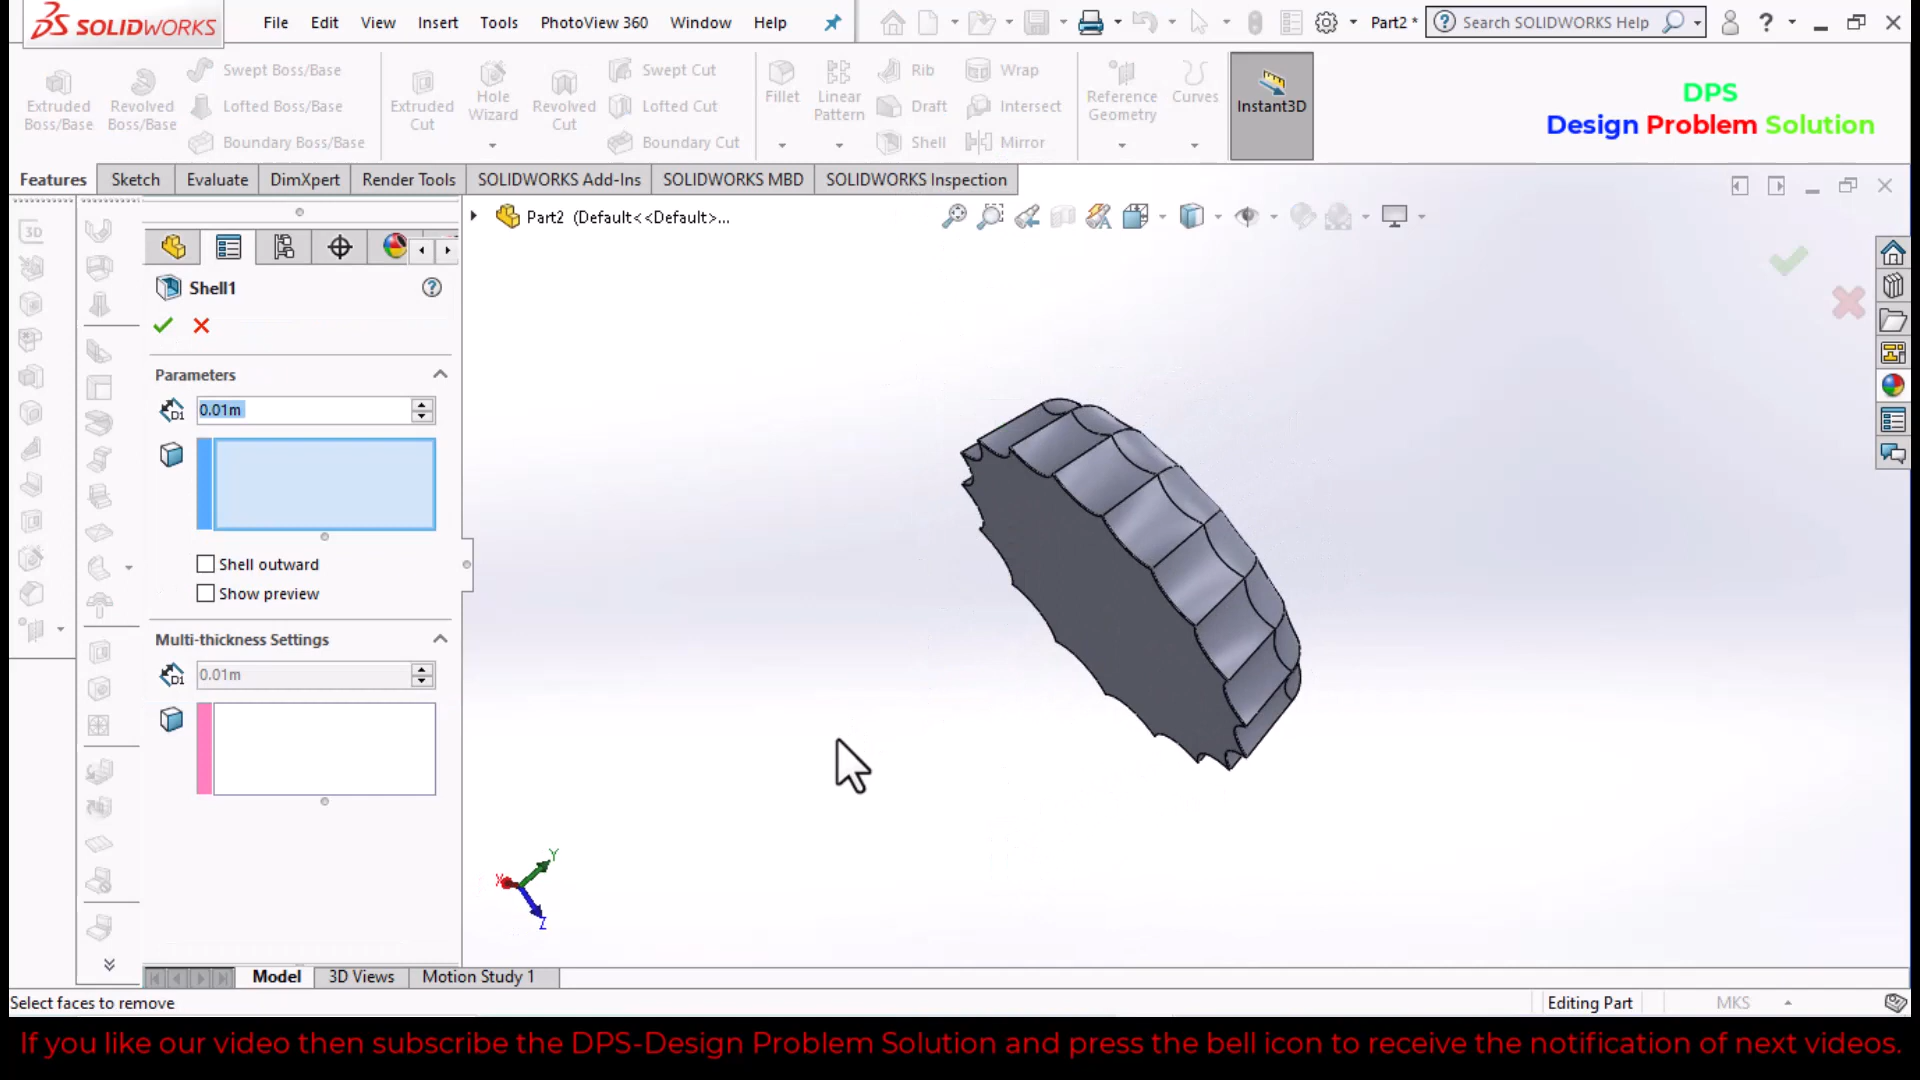 SOLIDWORKS File Edit View Insert Tools PhotoView 360 Window Help Part2 * Search SOLIDWORKS Help ?
Extruded Boss/Base
Revolved Boss/Base
Swept Boss/Base
Lofted Boss/Base
Boundary Boss/Base
Extruded Cut
Hole Wizard
Revolved Cut
Swept Cut
Lofted Cut
Boundary Cut
Fillet
Linear Pattern
Rib
Draft
Shell
Wrap
Intersect
Mirror
Reference Geometry
Curves
Instant3D
DPS
Design Problem Solution
Features Sketch Evaluate DimXpert Render Tools SOLIDWORKS Add-Ins SOLIDWORKS MBD SOLIDWORKS Inspection
3D
Part2 (Default<<Default>...
Shell1
Parameters
D1 0.01m
Shell outward
Show preview
Multi-thickness Settings
D1 0.01m
Y
X
Z
Model 3D Views Motion Study 1
Select faces to remove Editing Part MKS
If you like our video then subscribe the DPS-Design Problem Solution and press the bell icon to receive the notification of next videos.